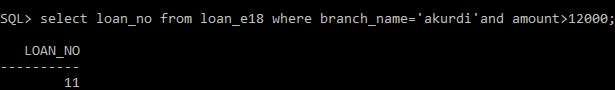 SQL> select loan_no from loan_e18 where branch_name='akurdi'and amount>12000;
LOAN_NO
----------
11